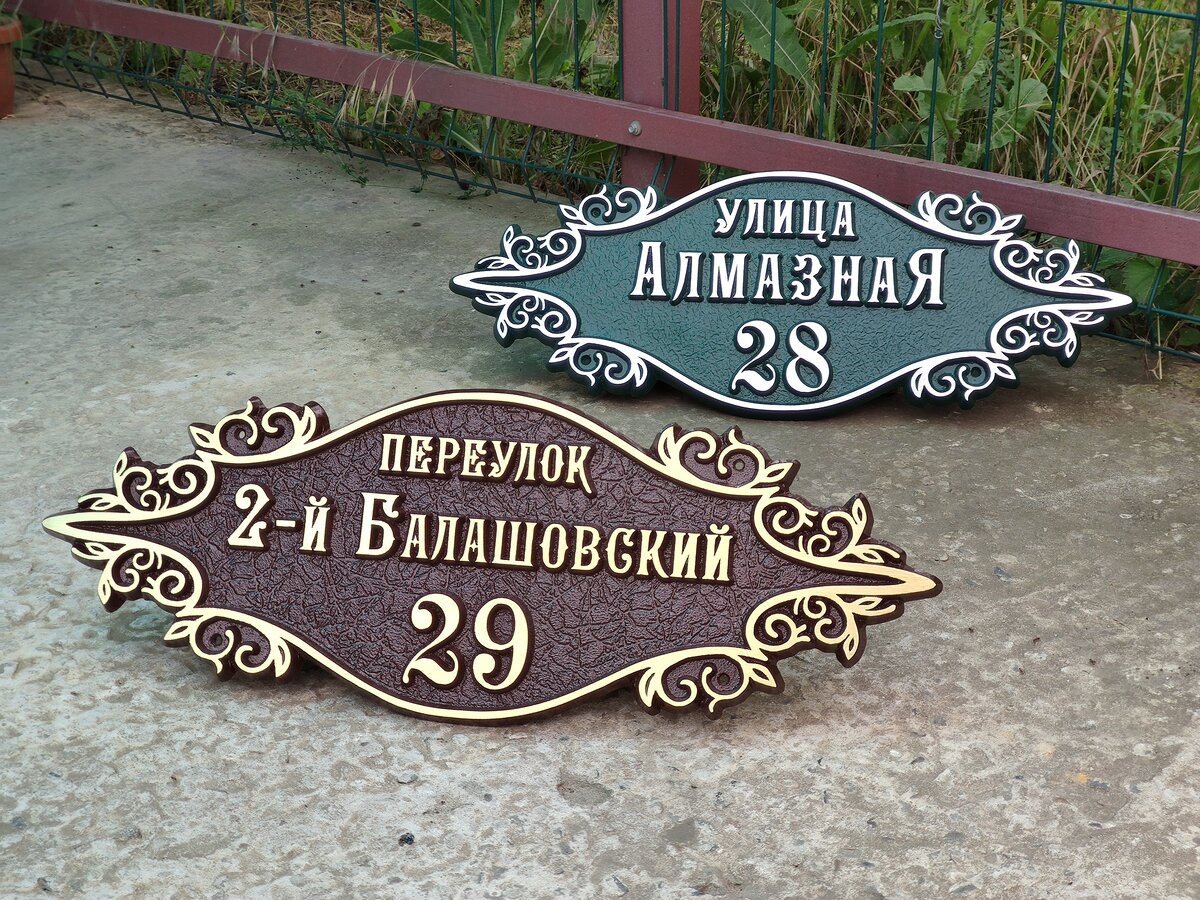 улица
Алмазная
28
переулок
2-й Балашовский
29